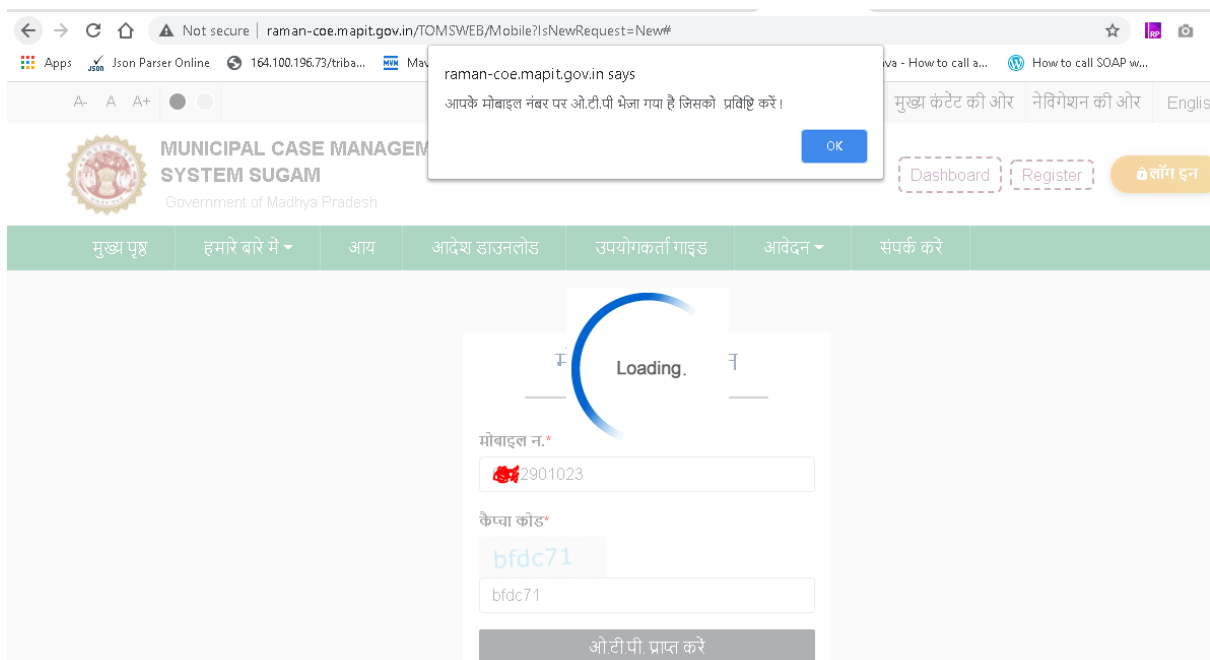 Not secure | raman-coe.mapit.gov.in/TOMSWEB/Mobile?IsNewRequest=New#
Apps Json Json Parser Online 164.100.196.73/triba... MVN Mav
va - How to call a... How to call SOAP w...
RP
raman-coe.mapit.gov.in says
आपके मोबाइल नंबर पर ओ.टी.पी भेजा गया है जिसको प्रविष्टि करें !
OK
A- A A+
मुख्य कंटेंट की ओर नेविगेशन की ओर Englis
MUNICIPAL CASE MANAGEM
SYSTEM SUGAM
Government of Madhya Pradesh
Dashboard Register लॉग इन
मुख्य पृष्ठ हमारे बारे में आय आदेश डाउनलोड उपयोगकर्ता गाइड आवेदन संपर्क करें
Loading.
मोबाइल न.*
2901023
कैप्चा कोड*
bfdc71
bfdc71
ओ.टी.पी. प्राप्त करें